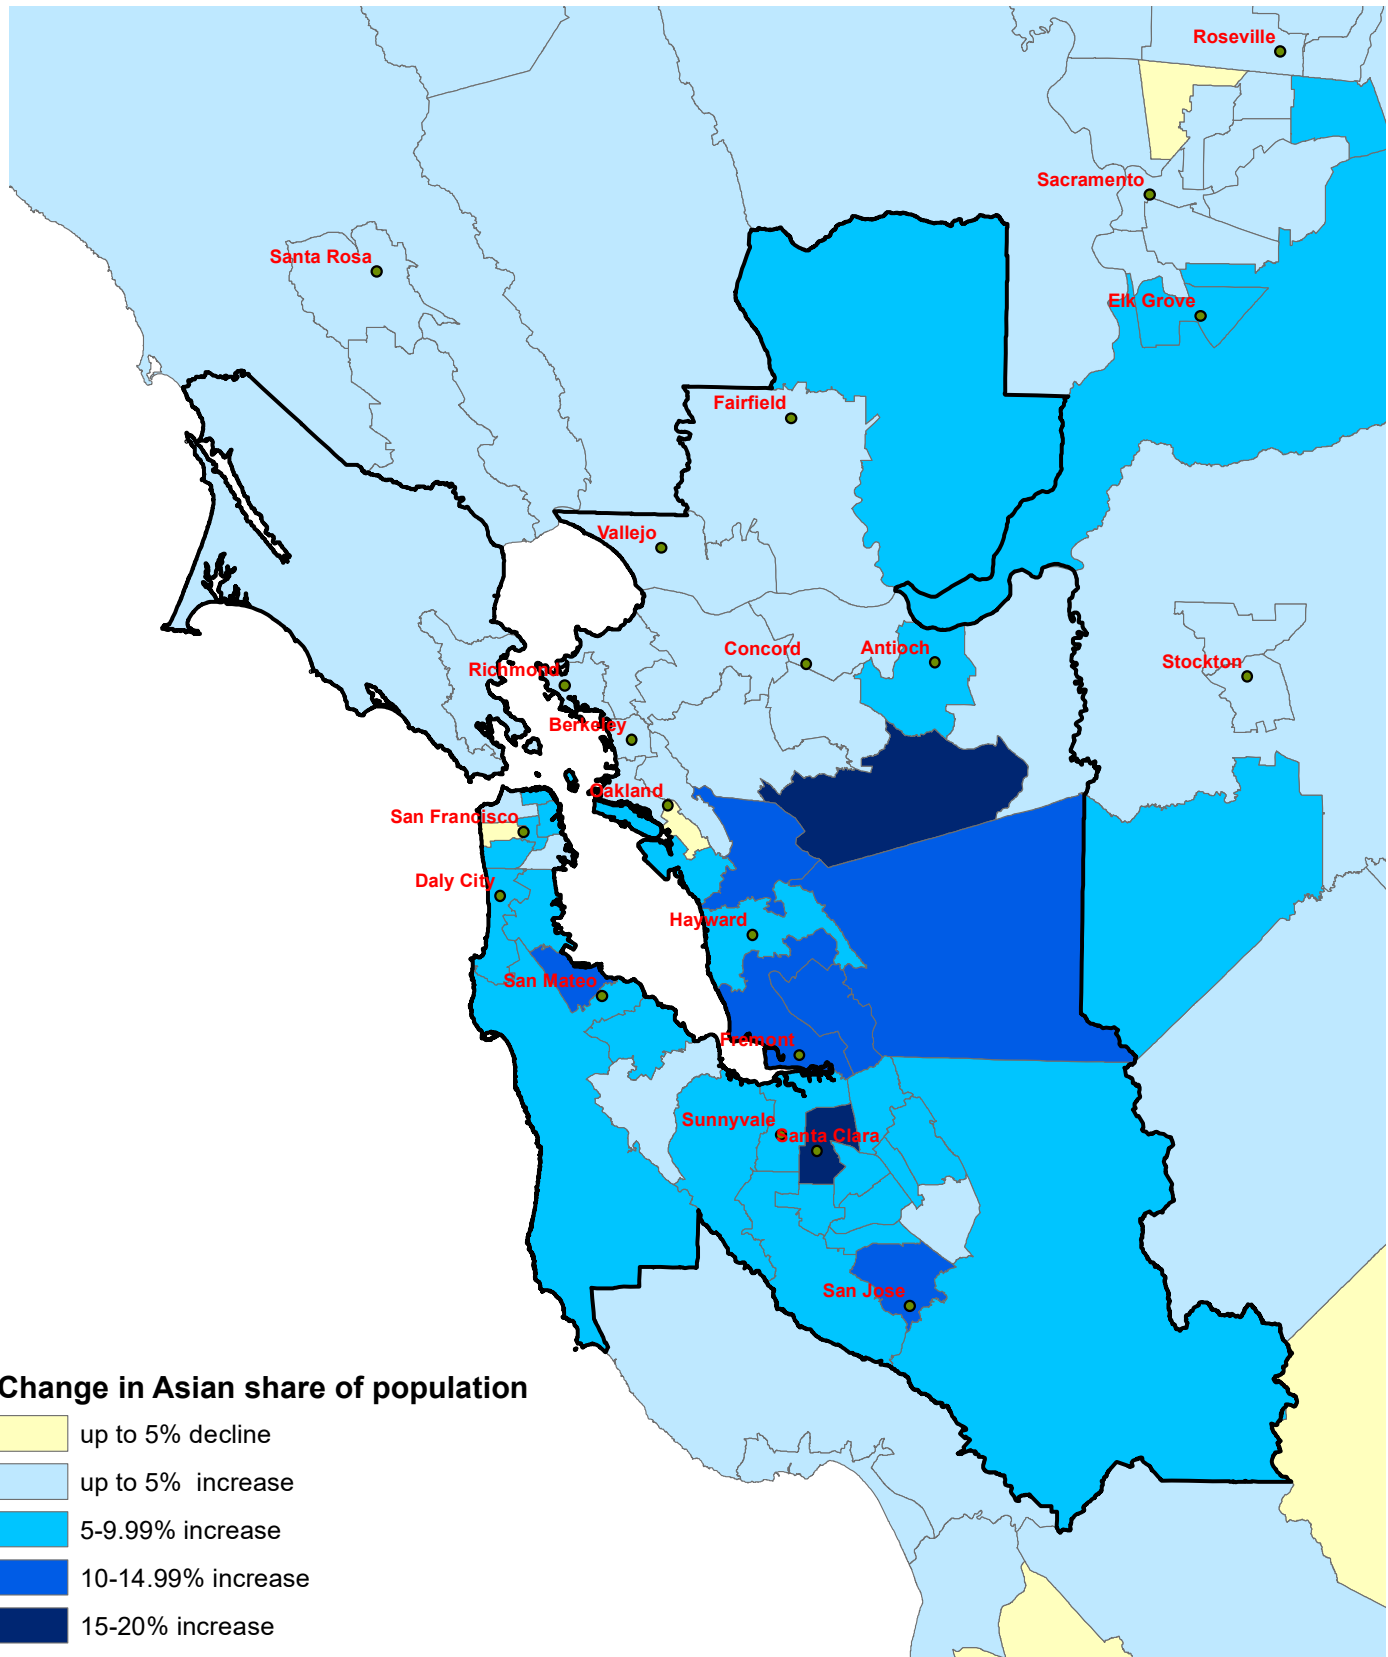 Roseville
Sacramento
Santa Rosa
Elk Grove
Fairfield
Vallejo
Concord
Antioch
Stockton
Richmond
Berkeley
Oakland
San Francisco
Daly City
Hayward
San Mateo
Fremont
Sunnyvale
Santa Clara
San Jose
Change in Asian share of population
up to 5% decline
up to 5%  increase
5-9.99% increase
10-14.99% increase
15-20% increase